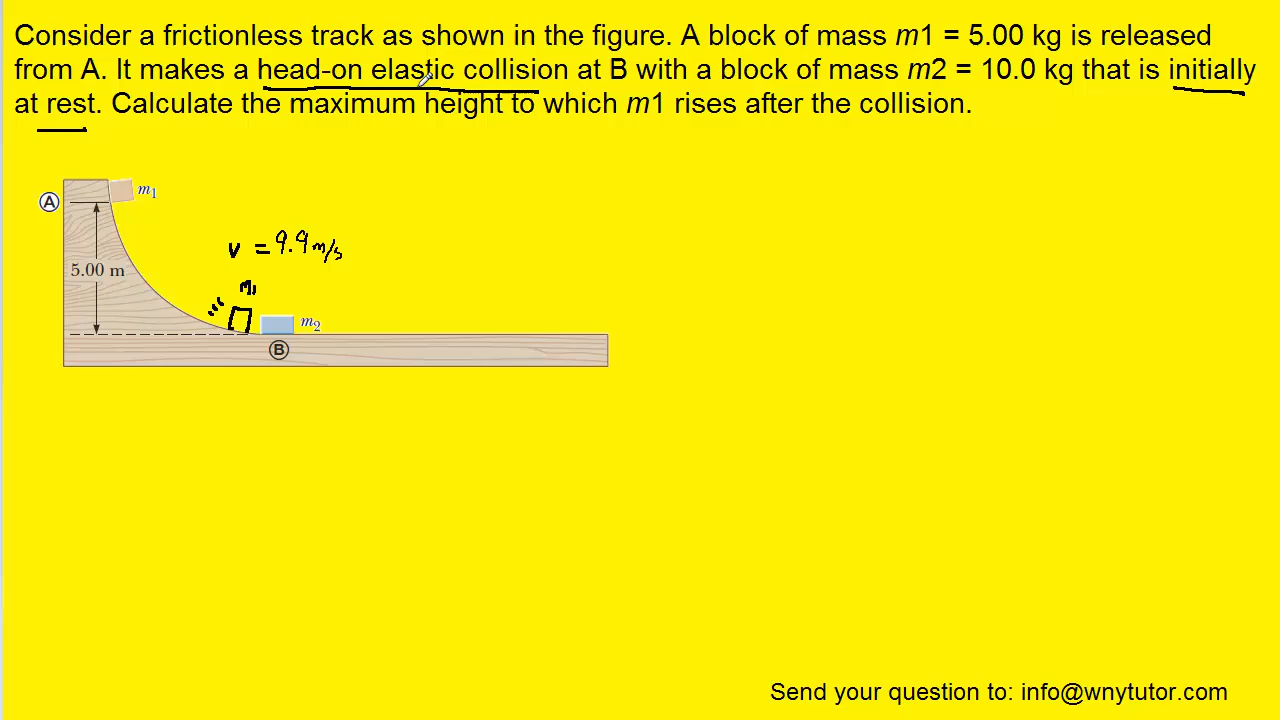 Consider a frictionless track as shown in the figure. A block of mass m1 = 5.00 kg is released
from A. It makes a head-on elastic collision at B with a block of mass m2 = 10.0 kg that is initially
at rest. Calculate the maximum height to which m1 rises after the collision.
A
m1
v = 9.9 m/s
5.00 m
m1
m2
B
Send your question to: info@wnytutor.com